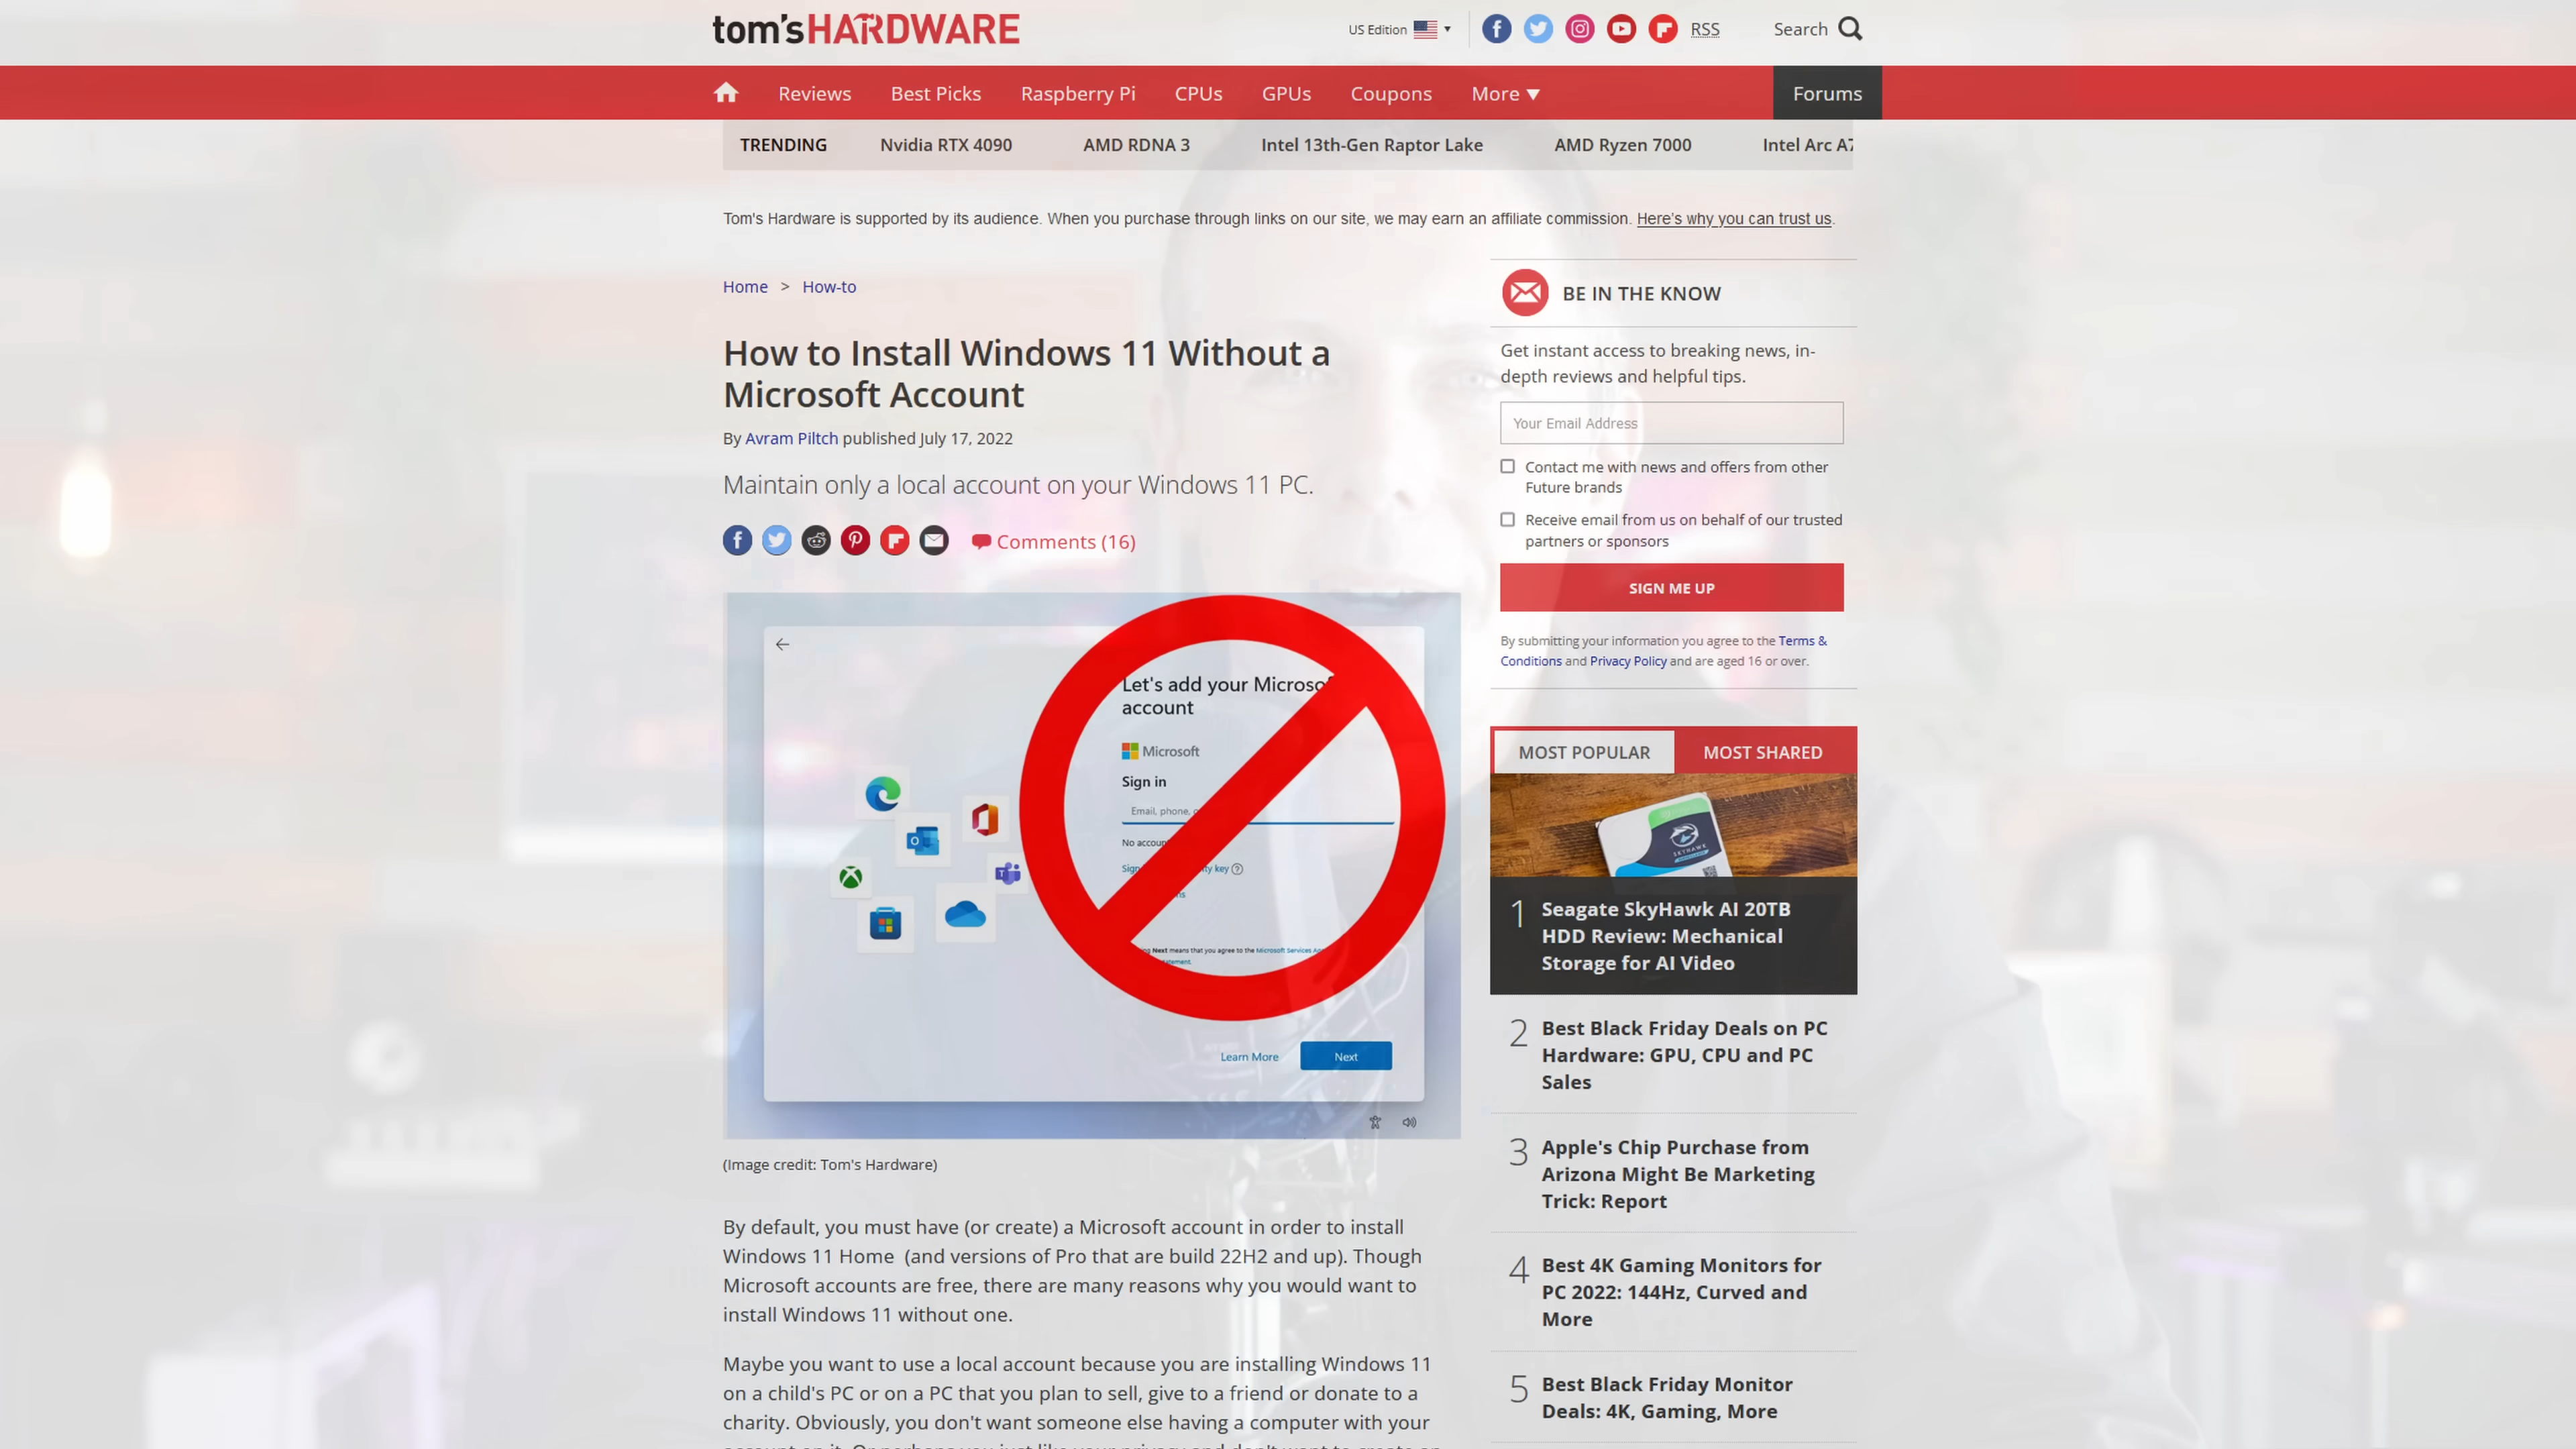 tom'sHARDWARE
US Edition
RSS
Search
Reviews
Best Picks
Raspberry Pi
CPUs
GPUs
Coupons
More
Forums
TRENDING
Nvidia RTX 4090
AMD RDNA 3
Intel 13th-Gen Raptor Lake
AMD Ryzen 7000
Intel Arc A7
Tom's Hardware is supported by its audience. When you purchase through links on our site, we may earn an affiliate commission. Here's why you can trust us.
Home > How-to
How to Install Windows 11 Without a
Microsoft Account
By Avram Piltch published July 17, 2022
Maintain only a local account on your Windows 11 PC.
Comments (16)
Let's add your Microsof
account
Microsoft
Sign in
Email, phone,
No accoun
key
Next means that you agree to the Microsoft Services
Learn More
Next
(Image credit: Tom's Hardware)
By default, you must have (or create) a Microsoft account in order to install
Windows 11 Home (and versions of Pro that are build 22H2 and up). Though
Microsoft accounts are free, there are many reasons why you would want to
install Windows 11 without one.
Maybe you want to use a local account because you are installing Windows 11
on a child's PC or on a PC that you plan to sell, give to a friend or donate to a
charity. Obviously, you don't want someone else having a computer with your
BE IN THE KNOW
Get instant access to breaking news, in-
depth reviews and helpful tips.
Your Email Address
Contact me with news and offers from other
Future brands
Receive email from us on behalf of our trusted
partners or sponsors
SIGN ME UP
By submitting your information you agree to the Terms &
Conditions and Privacy Policy and are aged 16 or over.
MOST POPULAR
MOST SHARED
SKYHAWK
1
Seagate SkyHawk AI 20TB
HDD Review: Mechanical
Storage for AI Video
2
Best Black Friday Deals on PC
Hardware: GPU, CPU and PC
Sales
3
Apple's Chip Purchase from
Arizona Might Be Marketing
Trick: Report
4
Best 4K Gaming Monitors for
PC 2022: 144Hz, Curved and
More
5
Best Black Friday Monitor
Deals: 4K, Gaming, More